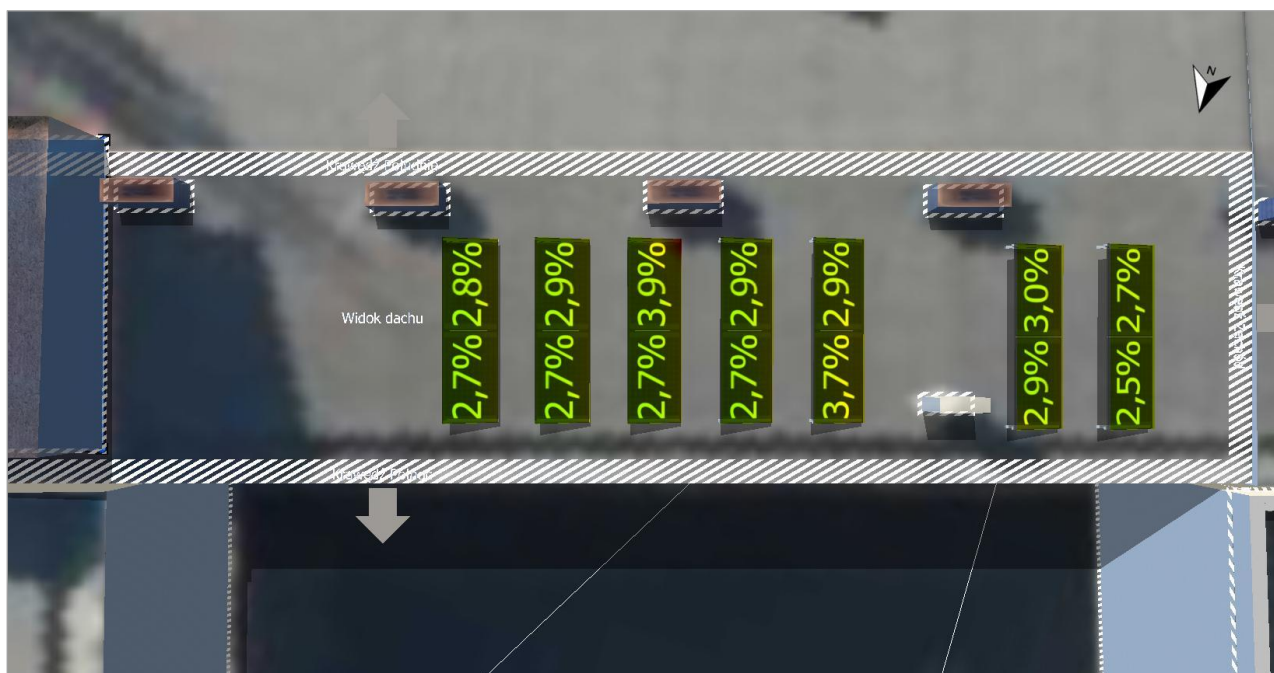 N
Krawędź Południe
Widok dachu
2,8% 2,9% 3,9% 2,9% 2,9% 3,0% 2,7%
2,7% 2,7% 2,7% 2,7% 3,7% 2,9% 2,5%
Krawędź Północ